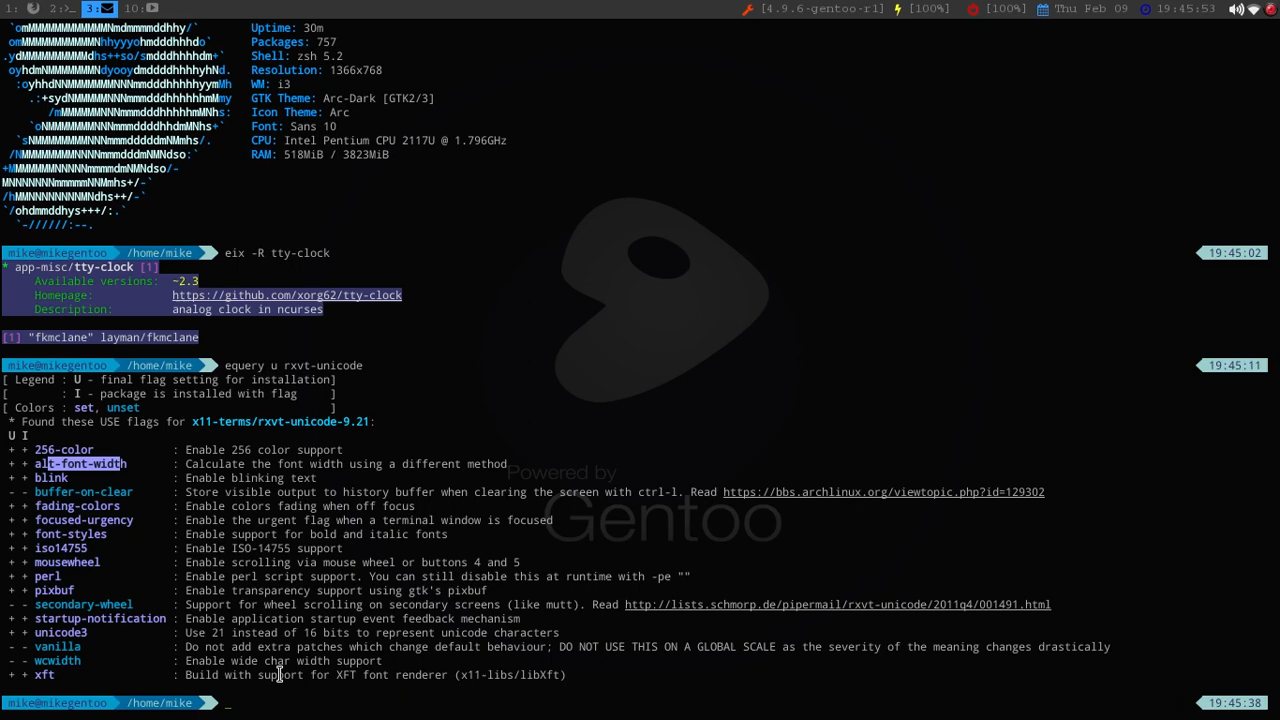 1: 2:>_ 3: 10: [4.9.6-gentoo-r1] [100%] [100%] Thu Feb 09 19:45:53
`omMMMMMMMMMMNmdmmmmddhhy/` Uptime: 30m
omMMMMMMMMMMMNhhyyyohmdddhhhdo` Packages: 757
.ydMMMMMMMMMMdhs++so/smdddhhhhdm+` Shell: zsh 5.2
oyhdmNMMMMMMMNdyooydmddddhhhhyhNd. Resolution: 1366x768
:oyhhdNNMMMMMMMNNNmmdddhhhhhyymMh WM: i3
.:+sydNMMMMMNNNmmmdddhhhhhhmMmy GTK Theme: Arc-Dark [GTK2/3]
/mMMMMMMNNNmmmdddhhhhhmMNhs: Icon Theme: Arc
`oNMMMMMMMNNNmmmddddhhdmMNhs+` Font: Sans 10
`sNMMMMMMMMNNNmmmdddddmNMmhs/. CPU: Intel Pentium CPU 2117U @ 1.796GHz
/NMMMMMMMMNNNNmmmdddmNMNdso:` RAM: 518MiB / 3823MiB
+MMMMMMMNNNNNmmmmdmNMNdso/-
MNNNNNNNmmmmmNNMmhs+/-`
/hMMNNNNNNNNMNdhs++/-`
`/ohdmmddhys+++/:.`
`-//////:--.
mike@mikegentoo /home/mike eix -R tty-clock 19:45:02
* app-misc/tty-clock [1]
Available versions: ~2.3
Homepage: https://github.com/xorg62/tty-clock
Description: analog clock in ncurses
[1] "fkmclane" layman/fkmclane
mike@mikegentoo /home/mike equery u rxvt-unicode 19:45:11
[ Legend : U - final flag setting for installation]
[ : I - package is installed with flag ]
[ Colors : set, unset ]
* Found these USE flags for x11-terms/rxvt-unicode-9.21:
U I
+ + 256-color : Enable 256 color support
+ + alt-font-width : Calculate the font width using a different method
+ + blink : Enable blinking text
- - buffer-on-clear : Store visible output to history buffer when clearing the screen with ctrl-l. Read https://bbs.archlinux.org/viewtopic.php?id=129302
+ + fading-colors : Enable colors fading when off focus
+ + focused-urgency : Enable the urgent flag when a terminal window is focused
+ + font-styles : Enable support for bold and italic fonts
+ + iso14755 : Enable ISO-14755 support
+ + mousewheel : Enable scrolling via mouse wheel or buttons 4 and 5
+ + perl : Enable perl script support. You can still disable this at runtime with -pe ""
+ + pixbuf : Enable transparency support using gtk's pixbuf
- - secondary-wheel : Support for wheel scrolling on secondary screens (like mutt). Read http://lists.schmorp.de/pipermail/rxvt-unicode/2011q4/001491.html
+ + startup-notification : Enable application startup event feedback mechanism
+ + unicode3 : Use 21 instead of 16 bits to represent unicode characters
- - vanilla : Do not add extra patches which change default behaviour; DO NOT USE THIS ON A GLOBAL SCALE as the severity of the meaning changes drastically
- - wcwidth : Enable wide char width support
+ + xft : Build with support for XFT font renderer (x11-libs/libXft)
mike@mikegentoo /home/mike _ 19:45:38
Powered by
Gentoo